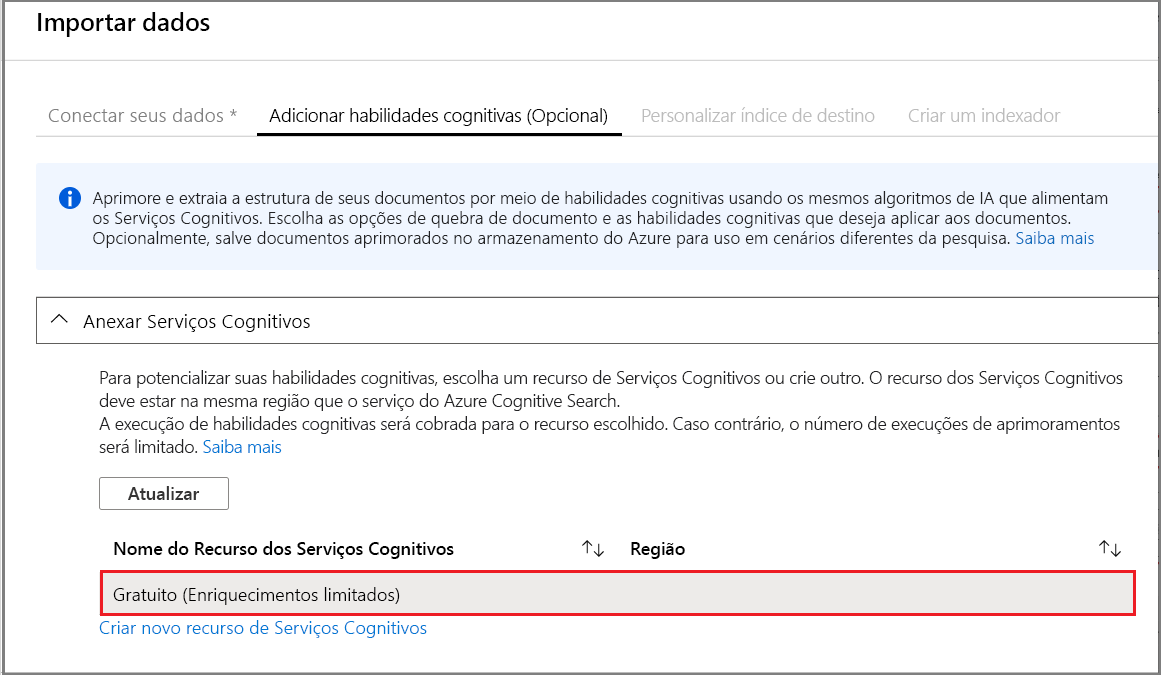 Importar dados
Conectar seus dados * Adicionar habilidades cognitivas (Opcional) Personalizar índice de destino Criar um indexador
Aprimore e extraia a estrutura de seus documentos por meio de habilidades cognitivas usando os mesmos algoritmos de IA que alimentam
os Serviços Cognitivos. Escolha as opções de quebra de documento e as habilidades cognitivas que deseja aplicar aos documentos.
Opcionalmente, salve documentos aprimorados no armazenamento do Azure para uso em cenários diferentes da pesquisa. Saiba mais
Anexar Serviços Cognitivos
Para potencializar suas habilidades cognitivas, escolha um recurso de Serviços Cognitivos ou crie outro. O recurso dos Serviços Cognitivos
deve estar na mesma região que o serviço do Azure Cognitive Search.
A execução de habilidades cognitivas será cobrada para o recurso escolhido. Caso contrário, o número de execuções de aprimoramentos
será limitado. Saiba mais
Atualizar
Nome do Recurso dos Serviços Cognitivos ↑↓ Região ↑↓
Gratuito (Enriquecimentos limitados)
Criar novo recurso de Serviços Cognitivos